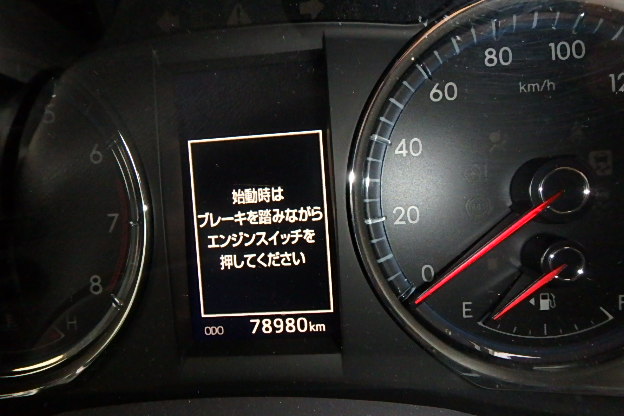 始動時は
ブレーキを踏みながら
エンジンスイッチを
押してください
ODO 78980km
5
6
7
8
H
0
20
40
60
80
100
12
km/h
E
F